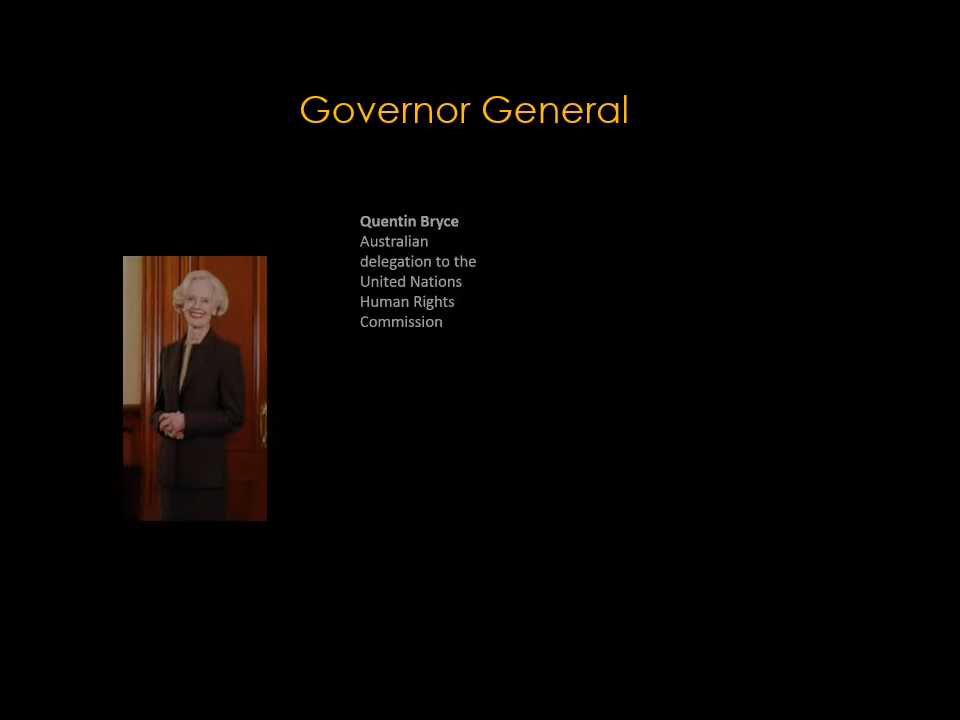 Governor General
Quentin Bryce
Australian
delegation to the
United Nations
Human Rights
Commission